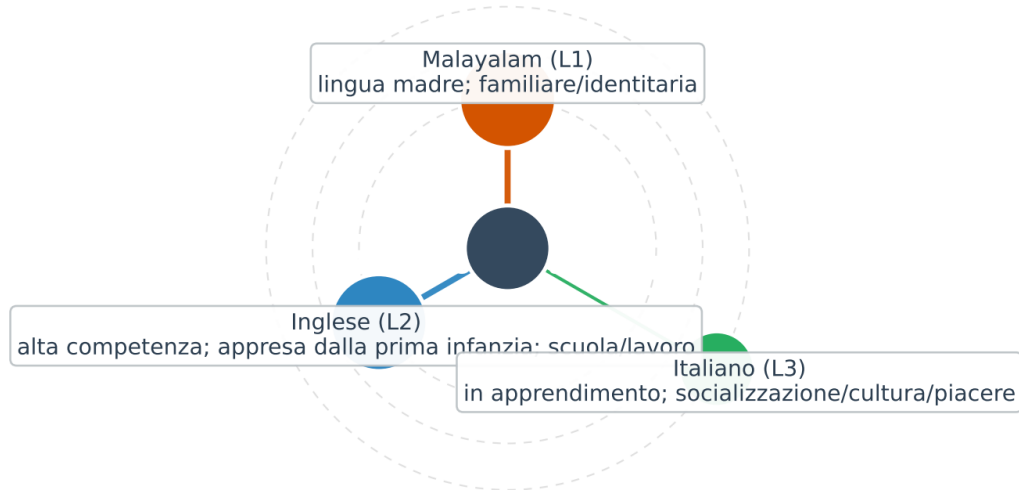 Malayalam (L1)
lingua madre; familiare/identitaria
Inglese (L2)
alta competenza; appresa dalla prima infanzia; scuola/lavoro
Italiano (L3)
in apprendimento; socializzazione/cultura/piacere